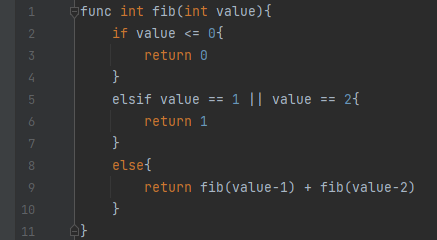 1 func int fib(int value){
2     if value <= 0{
3         return 0
4     }
5     elsif value == 1 || value == 2{
6         return 1
7     }
8     else{
9         return fib(value-1) + fib(value-2)
10     }
11 }